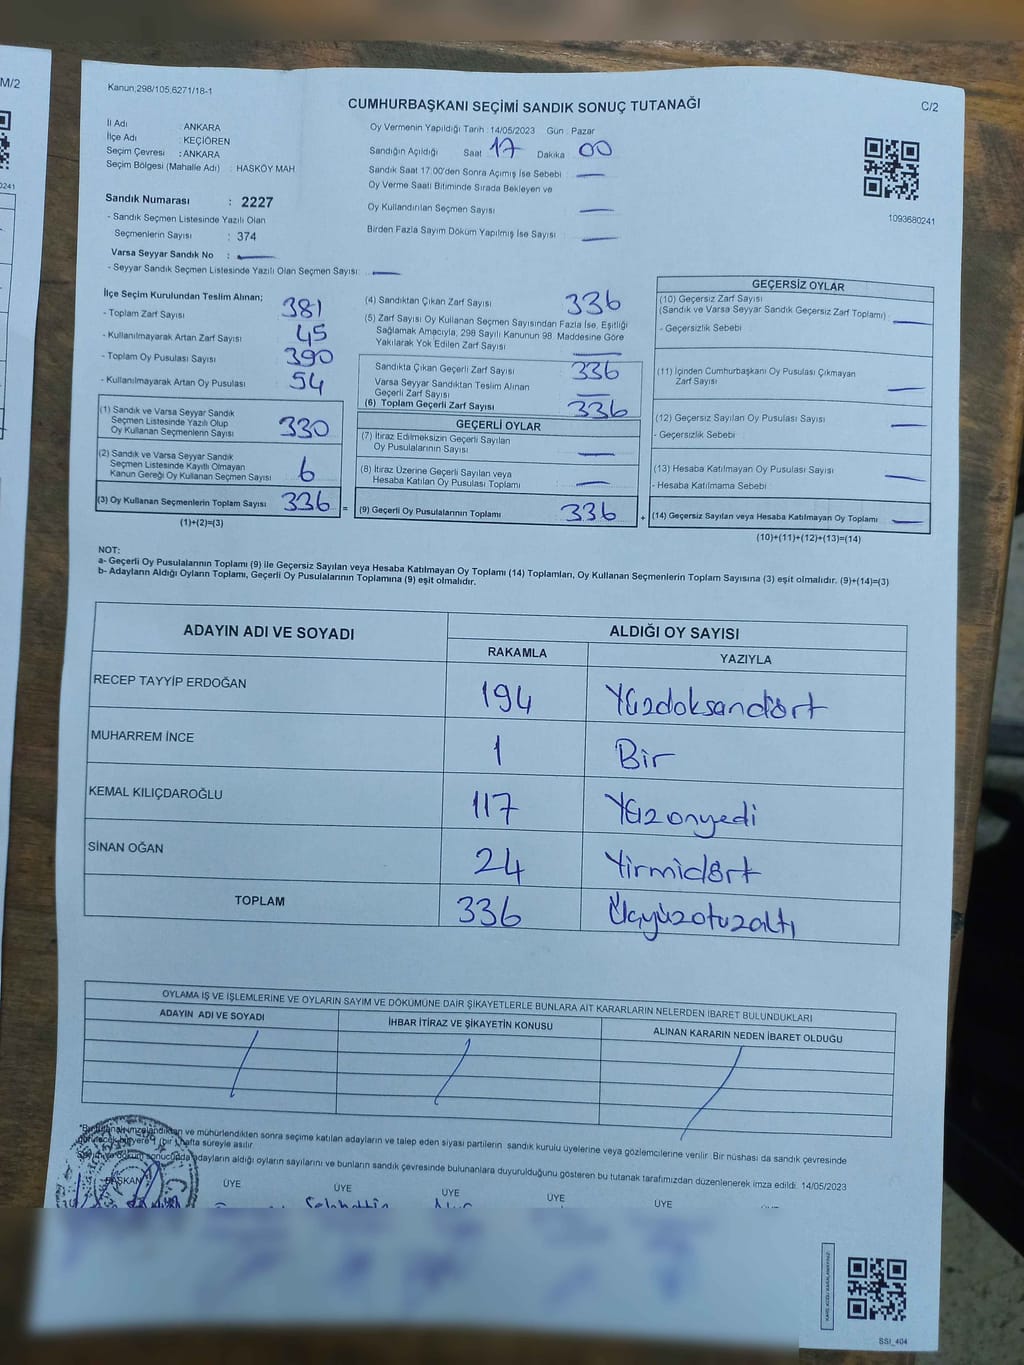 M/2
0241
Kanun,298/105,6271/18-1
CUMHURBAŞKANI SEÇİMİ SANDIK SONUÇ TUTANAĞI
C/2
İl Adı : ANKARA
İlçe Adı : KEÇİÖREN
Seçim Çevresi : ANKARA
Seçim Bölgesi (Mahalle Adı) : HASKÖY MAH
Oy Vermenin Yapıldığı Tarih : 14/05/2023 Gün : Pazar
Sandığın Açıldığı Saat 17 Dakika 00
Sandık Saat 17:00'den Sonra Açımış İse Sebebi :
Oy Verme Saati Bitiminde Sırada Bekleyen ve
Oy Kullandırılan Seçmen Sayısı :
Birden Fazla Sayım Döküm Yapılmış İse Sayısı :
1093680241
Sandık Numarası : 2227
- Sandık Seçmen Listesinde Yazılı Olan
Seçmenlerin Sayısı : 374
Varsa Seyyar Sandık No :
- Seyyar Sandık Seçmen Listesinde Yazılı Olan Seçmen Sayısı:
İlçe Seçim Kurulundan Teslim Alınan;
- Toplam Zarf Sayısı : 381
- Kullanılmayarak Artan Zarf Sayısı : 45
- Toplam Oy Pusulası Sayısı : 390
- Kullanılmayarak Artan Oy Pusulası : 54
(1) Sandık ve Varsa Seyyar Sandık
Seçmen Listesinde Yazılı Olup
Oy Kullanan Seçmenlerin Sayısı : 330
(2) Sandık ve Varsa Seyyar Sandık
Seçmen Listesinde Kayıtlı Olmayan
Kanun Gereği Oy Kullanan Seçmen Sayısı : 6
(3) Oy Kullanan Seçmenlerin Toplam Sayısı : 336 =
(1)+(2)=(3)
(4) Sandıktan Çıkan Zarf Sayısı : 336
(5) Zarf Sayısı Oy Kullanan Seçmen Sayısından Fazla İse, Eşitliği
Sağlamak Amacıyla, 298 Sayılı Kanunun 98. Maddesine Göre
Yakılarak Yok Edilen Zarf Sayısı :
Sandıkta Çıkan Geçerli Zarf Sayısı : 336
Varsa Seyyar Sandıktan Teslim Alınan
Geçerli Zarf Sayısı :
(6) Toplam Geçerli Zarf Sayısı : 336
GEÇERLİ OYLAR
(7) İtiraz Edilmeksizin Geçerli Sayılan
Oy Pusulalarının Sayısı :
(8) İtiraz Üzerine Geçerli Sayılan veya
Hesaba Katılan Oy Pusulası Toplamı :
(9) Geçerli Oy Pusulalarının Toplamı : 336 +
GEÇERSİZ OYLAR
(10) Geçersiz Zarf Sayısı
(Sandık ve Varsa Seyyar Sandık Geçersiz Zarf Toplamı) :
- Geçersizlik Sebebi
(11) İçinden Cumhurbaşkanı Oy Pusulası Çıkmayan
Zarf Sayısı :
(12) Geçersiz Sayılan Oy Pusulası Sayısı :
- Geçersizlik Sebebi
(13) Hesaba Katılmayan Oy Pusulası Sayısı :
- Hesaba Katılmama Sebebi
(14) Geçersiz Sayılan veya Hesaba Katılmayan Oy Toplamı :
(10)+(11)+(12)+(13)=(14)
NOT:
a- Geçerli Oy Pusulalarının Toplamı (9) ile Geçersiz Sayılan veya Hesaba Katılmayan Oy Toplamı (14) Toplamları, Oy Kullanan Seçmenlerin Toplam Sayısına (3) eşit olmalıdır. (9)+(14)=(3)
b- Adayların Aldığı Oyların Toplamı, Geçerli Oy Pusulalarının Toplamına (9) eşit olmalıdır.
ADAYIN ADI VE SOYADI ALDIĞI OY SAYISI
RAKAMLA YAZIYLA
RECEP TAYYİP ERDOĞAN 194 Yüzdoksandört
MUHARREM İNCE 1 Bir
KEMAL KILIÇDAROĞLU 117 Yüzonyedi
SİNAN OĞAN 24 Yirmidört
TOPLAM 336 Üçyüzotuzaltı
OYLAMA İŞ VE İŞLEMLERİNE VE OYLARIN SAYIM VE DÖKÜMÜNE DAİR ŞİKAYETLERLE BUNLARA AİT KARARLARIN NELERDEN İBARET BULUNDUKLARI
ADAYIN ADI VE SOYADI İHBAR İTİRAZ VE ŞİKAYETİN KONUSU ALINAN KARARIN NEDEN İBARET OLDUĞU
ve mühürlendikten sonra seçime katılan adayların ve talep eden siyasi partilerin sandık kurulu üyelerine veya gözlemcilerine verilir. Bir nüshası da sandık çevresinde
(bir) hafta süreyle asılır.
adayların aldığı oyların sayılarını ve bunların sandık çevresinde bulunanlara duyurulduğunu gösteren bu tutanak tarafımızdan düzenlenerek imza edildi. 14/05/2023
BAŞKAN ÜYE ÜYE ÜYE ÜYE ÜYE
Selahattin
SSİ_404